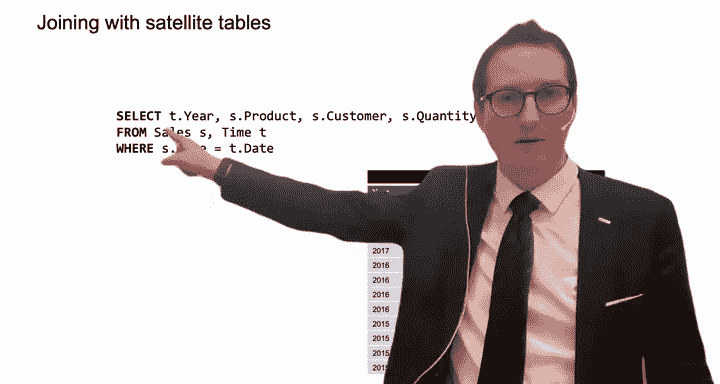 Joining with satellite tables
SELECT t.Year, s.Product, s.Customer, s.Quantity
FROM Sales s, Time t
WHERE = t.Date
2017
2016
2016
2016
2016
2015
2015
2015
2015